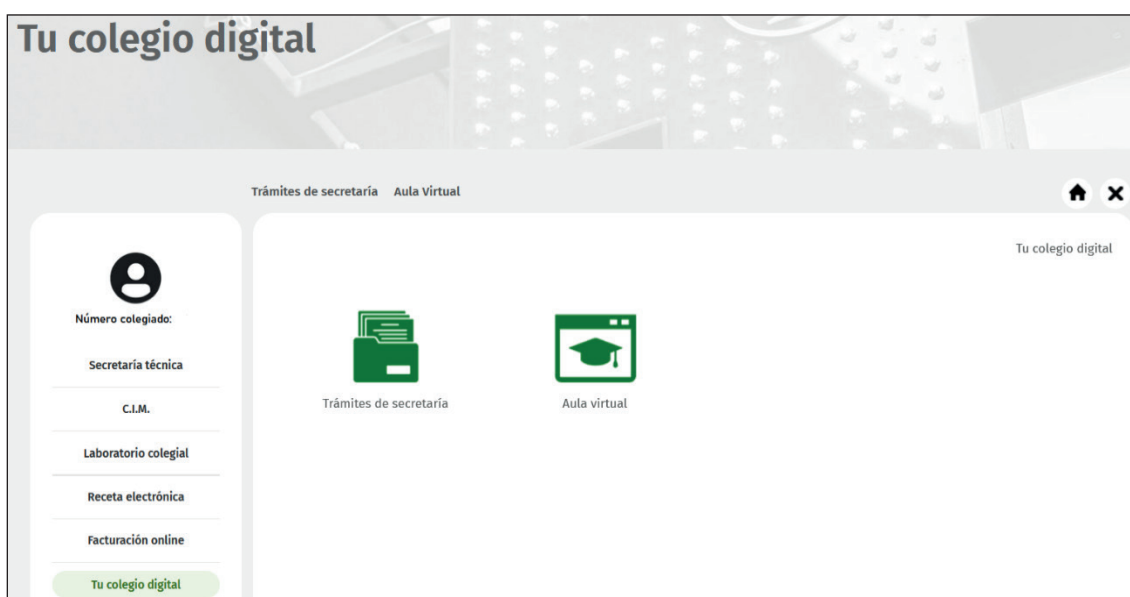 Tu colegio digital
Trámites de secretaría Aula Virtual
Tu colegio digital
Número colegiado:
Secretaría técnica
C.I.M.
Laboratorio colegial
Receta electrónica
Facturación online
Tu colegio digital
Trámites de secretaría
Aula virtual